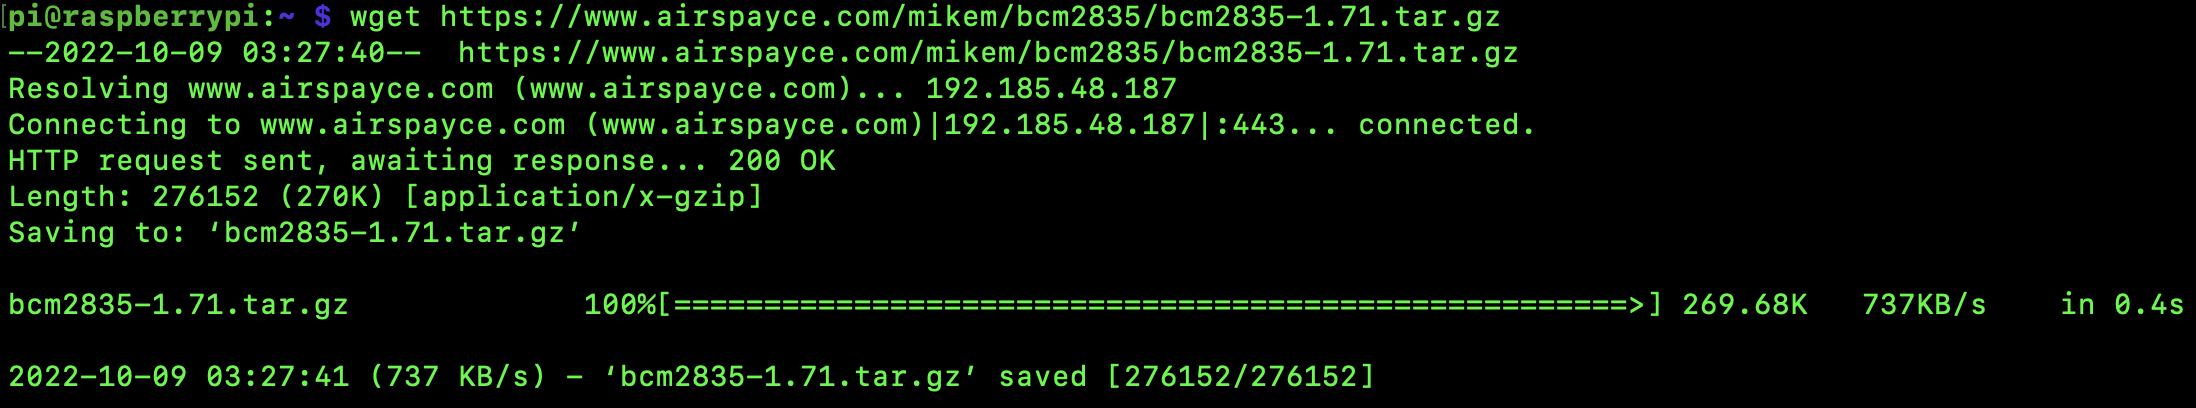 pi@raspberrypi:~ $ wget https://www.airspayce.com/mikem/bcm2835/bcm2835-1.71.tar.gz
--2022-10-09 03:27:40--  https://www.airspayce.com/mikem/bcm2835/bcm2835-1.71.tar.gz
Resolving www.airspayce.com (www.airspayce.com)... 192.185.48.187
Connecting to www.airspayce.com (www.airspayce.com)|192.185.48.187|:443... connected.
HTTP request sent, awaiting response... 200 OK
Length: 276152 (270K) [application/x-gzip]
Saving to: ‘bcm2835-1.71.tar.gz’
bcm2835-1.71.tar.gz             100%[=====================================================>] 269.68K   737KB/s    in 0.4s
2022-10-09 03:27:41 (737 KB/s) - ‘bcm2835-1.71.tar.gz’ saved [276152/276152]